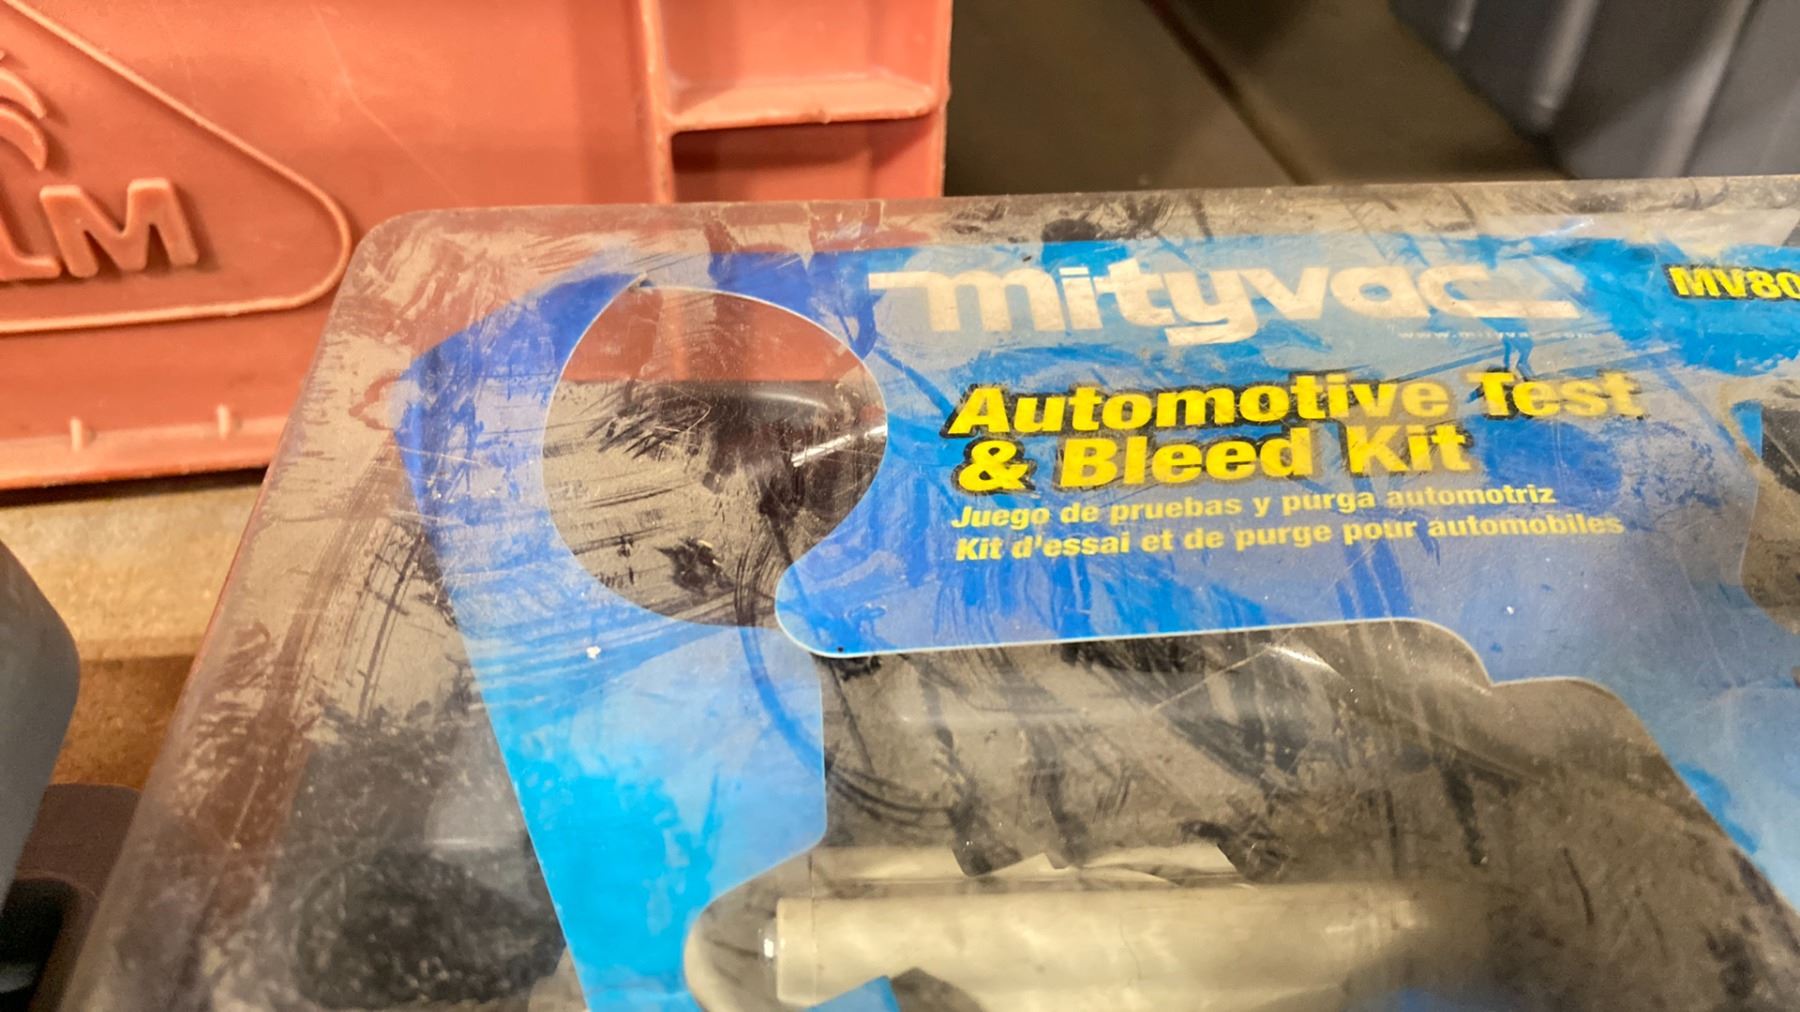 LM
mityvac
MV80
Automotive Test
& Bleed Kit
Juego de pruebas y purga automotriz
Kit d'essai et de purge pour automobiles